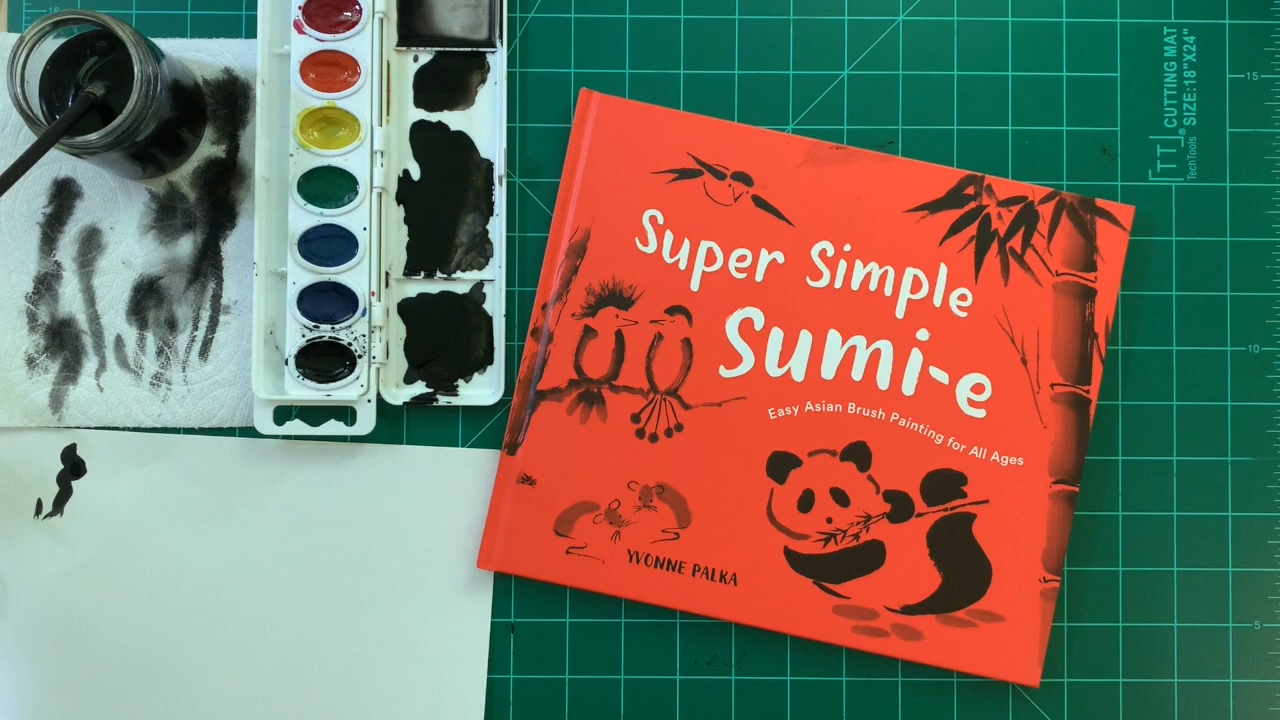 Super Simple
Sumi-e
Easy Asian Brush Painting for All Ages
YVONNE PALKA
TT®
TechTools
CUTTING MAT
SIZE:18"X24"
15
10
5